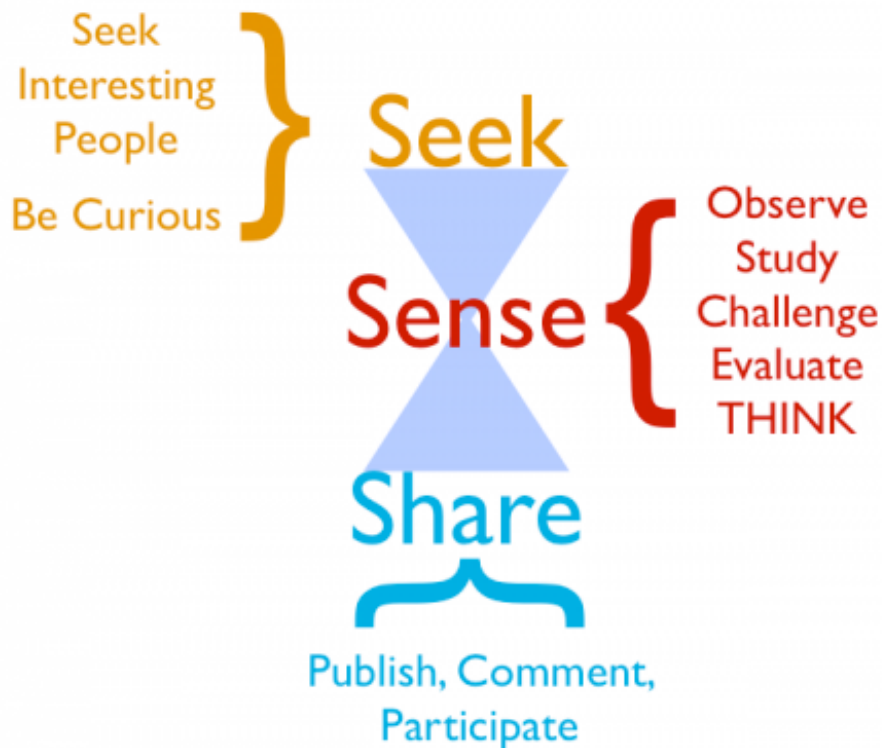 Seek
Interesting
People
Be Curious
Seek
Sense
Observe
Study
Challenge
Evaluate
THINK
Share
Publish, Comment,
Participate